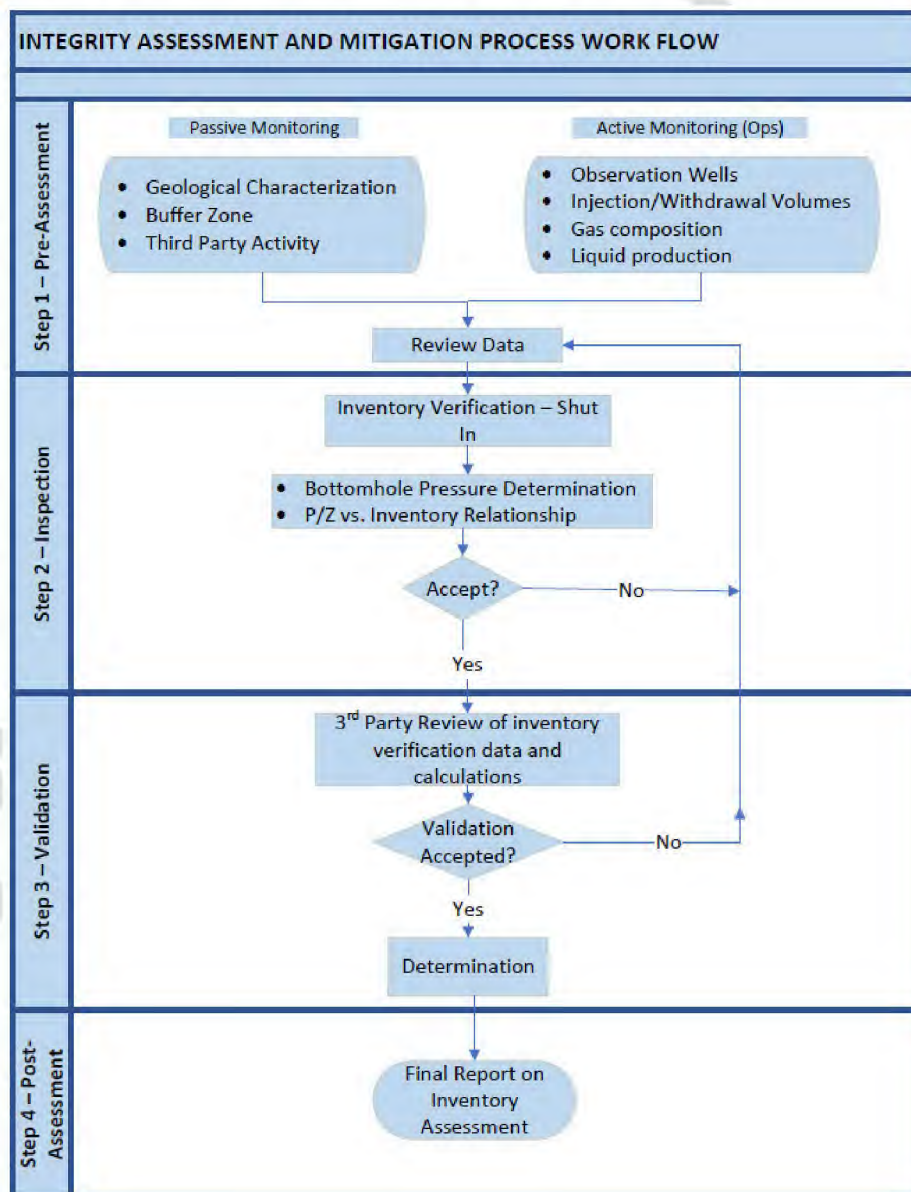 INTEGRITY ASSESSMENT AND MITIGATION PROCESS WORK FLOW
Step 1 – Pre-Assessment
Passive Monitoring
• Geological Characterization
• Buffer Zone
• Third Party Activity
Active Monitoring (Ops)
• Observation Wells
• Injection/Withdrawal Volumes
• Gas composition
• Liquid production
Review Data
Step 2 – Inspection
Inventory Verification – Shut
In
• Bottomhole Pressure Determination
• P/Z vs. Inventory Relationship
Accept?
No
Yes
Step 3 – Validation
3rd Party Review of inventory
verification data and
calculations
Validation
Accepted?
No
Yes
Determination
Step 4 – Post-
Assessment
Final Report on
Inventory
Assessment